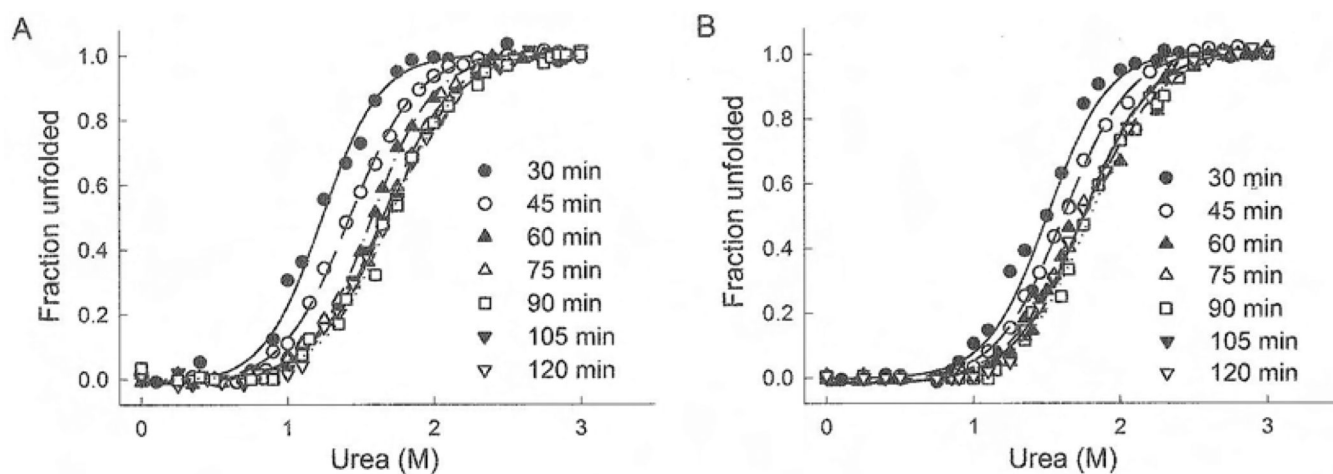 A
Fraction unfolded
1.0
0.8
0.6
0.4
0.2
0.0
30 min
45 min
60 min
75 min
90 min
105 min
120 min
0 1 2 3
Urea (M)
B
Fraction unfolded
1.0
0.8
0.6
0.4
0.2
0.0
30 min
45 min
60 min
75 min
90 min
105 min
120 min
0 1 2 3
Urea (M)